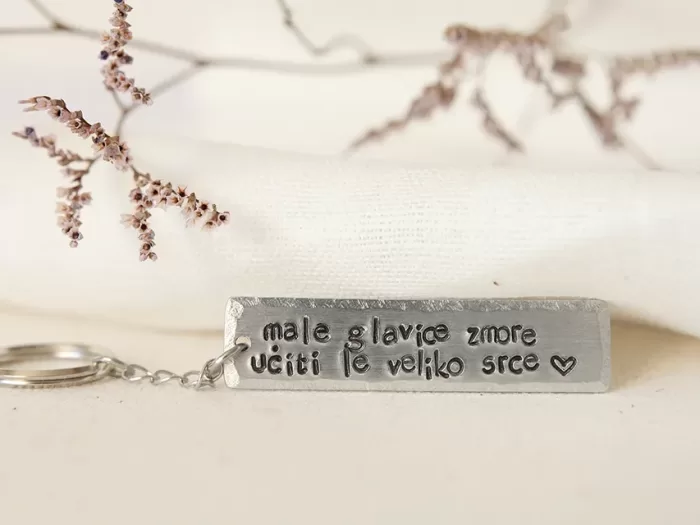 male glavice zmore
učiti le veliko srce ♡